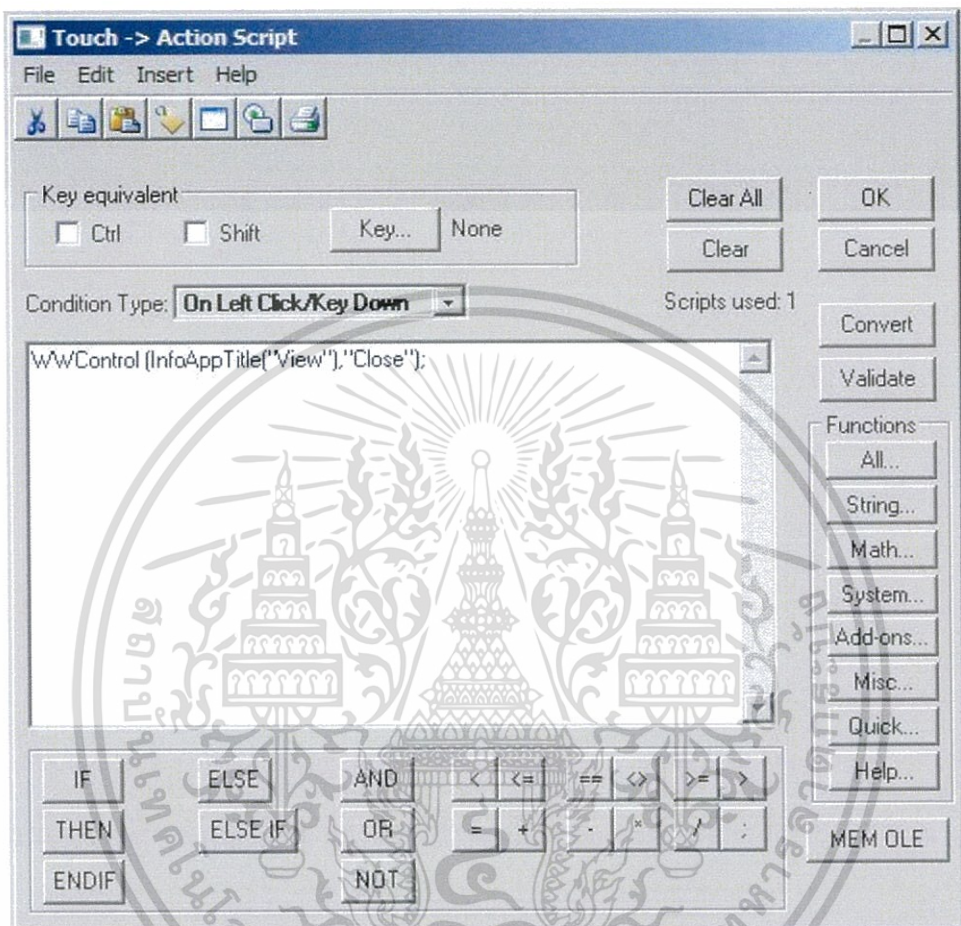 Touch -> Action Script
File Edit Insert Help
Key equivalent
Ctrl Shift Key... None
Clear All
OK
Clear
Cancel
Condition Type: On Left Click/Key Down
Scripts used: 1
Convert
WWControl (InfoAppTitle("View"),"Close");
Validate
Functions
All...
String...
Math...
System...
Add-ons...
Misc...
Quick...
Help...
IF ELSE AND < <= == <> >= >
THEN ELSE IF OR = + - * / ;
MEM OLE
ENDIF NOT